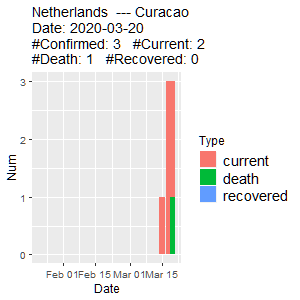 Netherlands  --- Curacao
Date: 2020-03-20
#Confirmed: 3   #Current: 2
#Death: 1   #Recovered: 0
Num
3
2
1
0
Feb 01 Feb 15 Mar 01 Mar 15
Date
Type
current
death
recovered